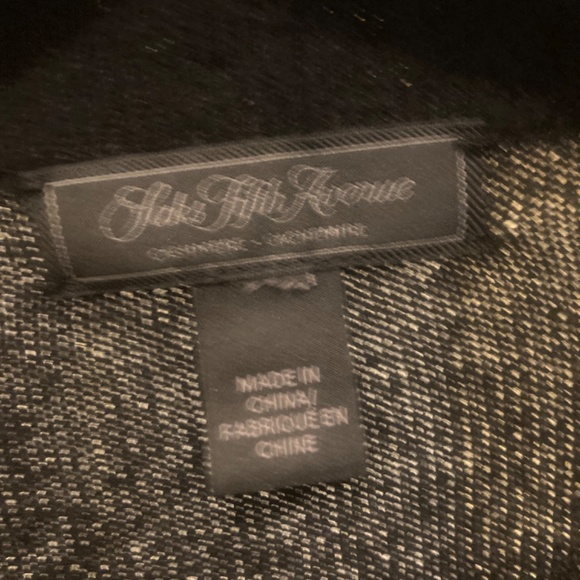 Saks Fifth Avenue
CASHMERE - CACHEMIRE
MADE IN
CHINA/
FABRIQUÉ EN
CHINE